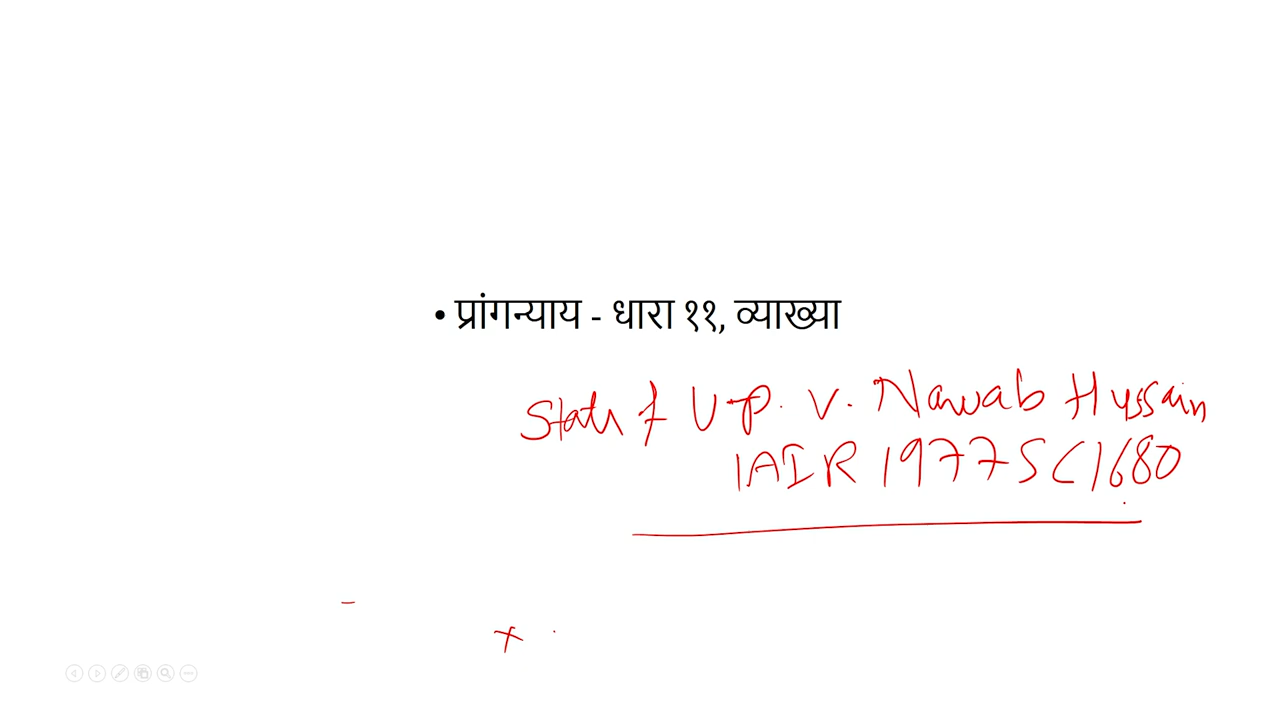 • प्रांगन्याय - धारा ११, व्याख्या
State of U.P. v. Nawab Hussain
AIR 1977 SC 1680